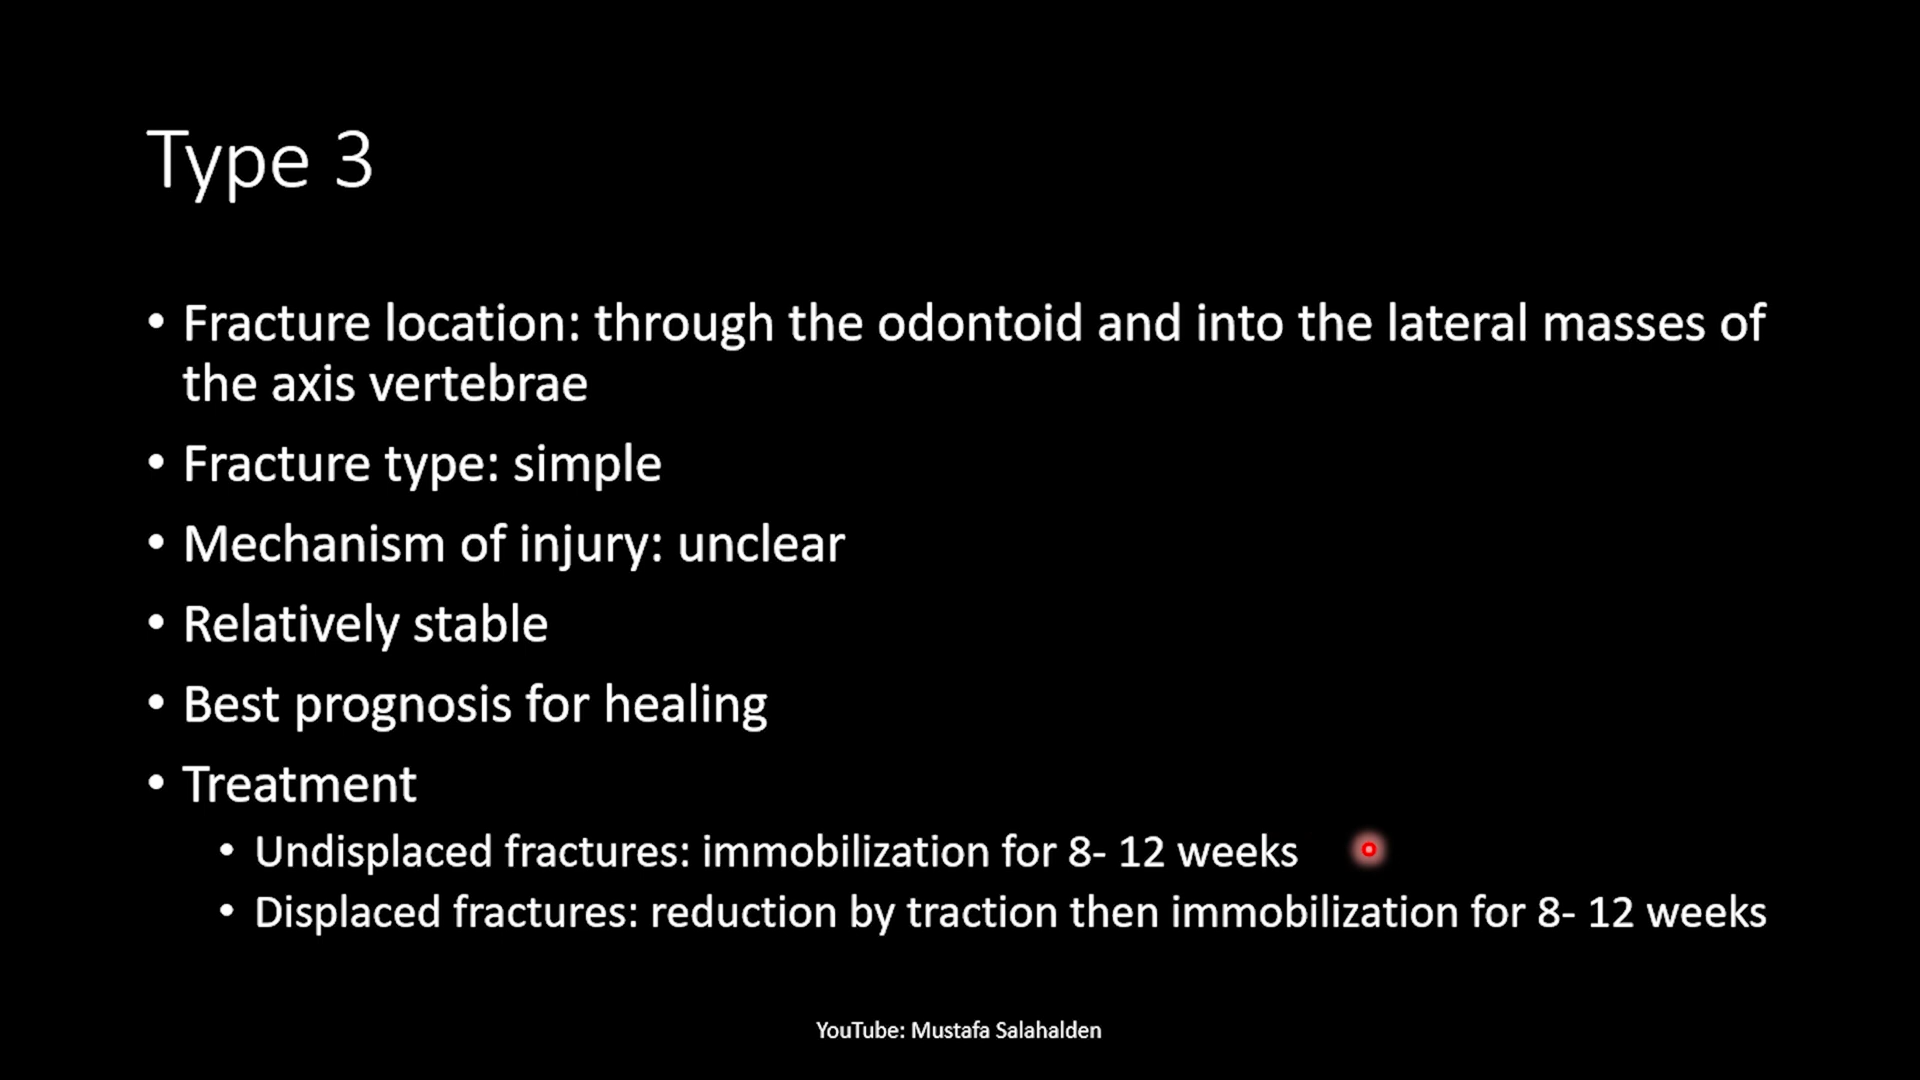 Type 3
• Fracture location: through the odontoid and into the lateral masses of
the axis vertebrae
• Fracture type: simple
• Mechanism of injury: unclear
• Relatively stable
• Best prognosis for healing
• Treatment
• Undisplaced fractures: immobilization for 8- 12 weeks
• Displaced fractures: reduction by traction then immobilization for 8- 12 weeks
YouTube: Mustafa Salahalden